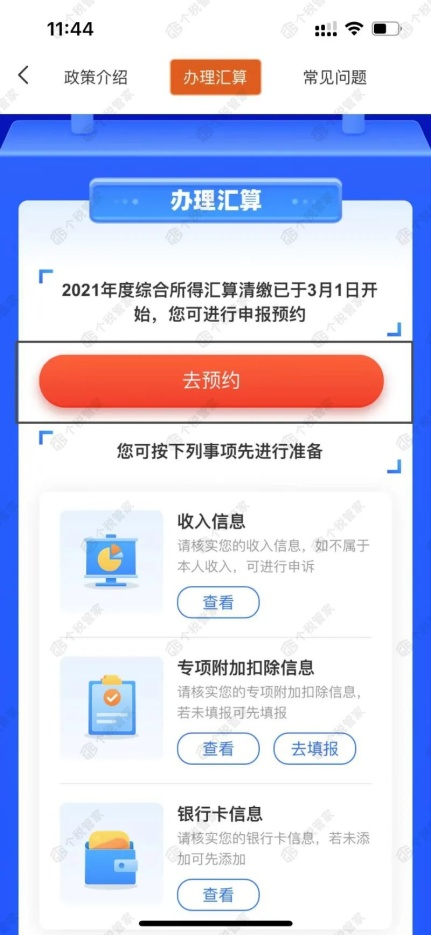 11:44
政策介绍
办理汇算
常见问题
办理汇算
2021年度综合所得汇算清缴已于3月1日开
始，您可进行申报预约
去预约
您可按下列事项先进行准备
收入信息
请核实您的收入信息，如不属于
本人收入，可进行申诉
查看
专项附加扣除信息
请核实您的专项附加扣除信息，
若未填报可先填报
查看
去填报
银行卡信息
请核实您的银行卡信息，若未添
加可先添加
查看
个税管家